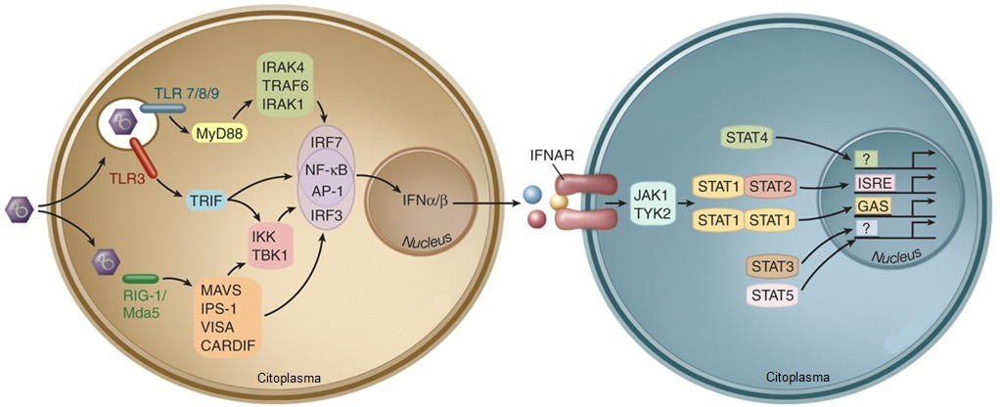 TLR 7/8/9
TLR3
MyD88
IRAK4
TRAF6
IRAK1
TRIF
IRF7
NF-κB
AP-1
IRF3
IKK
TBK1
RIG-1/
Mda5
MAVS
IPS-1
VISA
CARDIF
IFNα/β
Nucleus
Citoplasma
IFNAR
JAK1
TYK2
STAT4
STAT1 STAT2
STAT1 STAT1
STAT3
STAT5
?
ISRE
GAS
?
Nucleus
Citoplasma